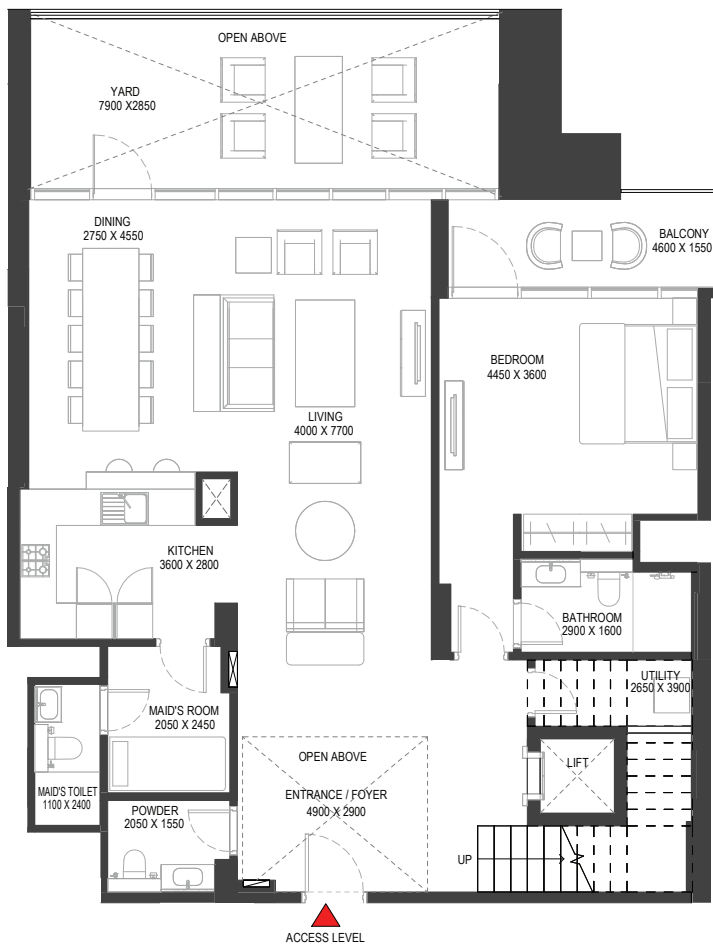 OPEN ABOVE
YARD
7900 X2850
DINING
2750 X 4550
BALCONY
4600 X 1550
BEDROOM
4450 X 3600
LIVING
4000 X 7700
KITCHEN
3600 X 2800
BATHROOM
2900 X 1600
UTILITY
2650 X 3900
MAID'S ROOM
2050 X 2450
OPEN ABOVE
LIFT
MAID'S TOILET
1100 X 2400
ENTRANCE / FOYER
4900 X 2900
POWDER
2050 X 1550
UP
ACCESS LEVEL